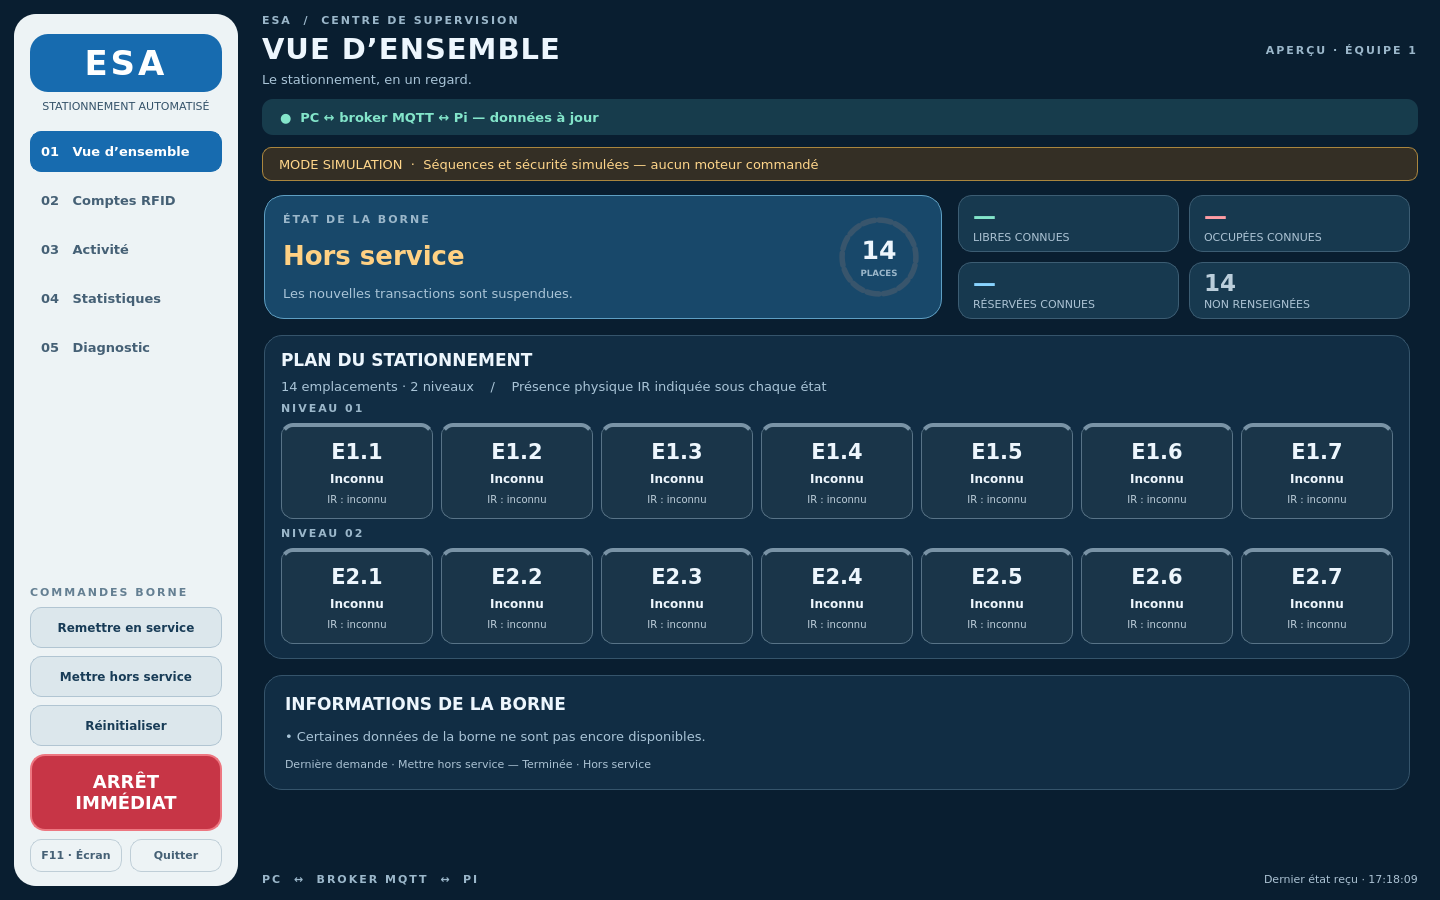 ESA
STATIONNEMENT AUTOMATISÉ
01 Vue d’ensemble
02 Comptes RFID
03 Activité
04 Statistiques
05 Diagnostic
COMMANDES BORNE
Remettre en service
Mettre hors service
Réinitialiser
ARRÊT
IMMÉDIAT
F11 · Écran
Quitter
ESA / CENTRE DE SUPERVISION
VUE D’ENSEMBLE
Le stationnement, en un regard.
APERÇU · ÉQUIPE 1
● PC ↔ broker MQTT ↔ Pi — données à jour
MODE SIMULATION · Séquences et sécurité simulées — aucun moteur commandé
ÉTAT DE LA BORNE
Hors service
Les nouvelles transactions sont suspendues.
14
PLACES
—
LIBRES CONNUES
—
OCCUPÉES CONNUES
—
RÉSERVÉES CONNUES
14
NON RENSEIGNÉES
PLAN DU STATIONNEMENT
14 emplacements · 2 niveaux / Présence physique IR indiquée sous chaque état
NIVEAU 01
E1.1
Inconnu
IR : inconnu
E1.2
Inconnu
IR : inconnu
E1.3
Inconnu
IR : inconnu
E1.4
Inconnu
IR : inconnu
E1.5
Inconnu
IR : inconnu
E1.6
Inconnu
IR : inconnu
E1.7
Inconnu
IR : inconnu
NIVEAU 02
E2.1
Inconnu
IR : inconnu
E2.2
Inconnu
IR : inconnu
E2.3
Inconnu
IR : inconnu
E2.4
Inconnu
IR : inconnu
E2.5
Inconnu
IR : inconnu
E2.6
Inconnu
IR : inconnu
E2.7
Inconnu
IR : inconnu
INFORMATIONS DE LA BORNE
• Certaines données de la borne ne sont pas encore disponibles.
Dernière demande · Mettre hors service — Terminée · Hors service
PC ↔ BROKER MQTT ↔ PI
Dernier état reçu · 17:18:09